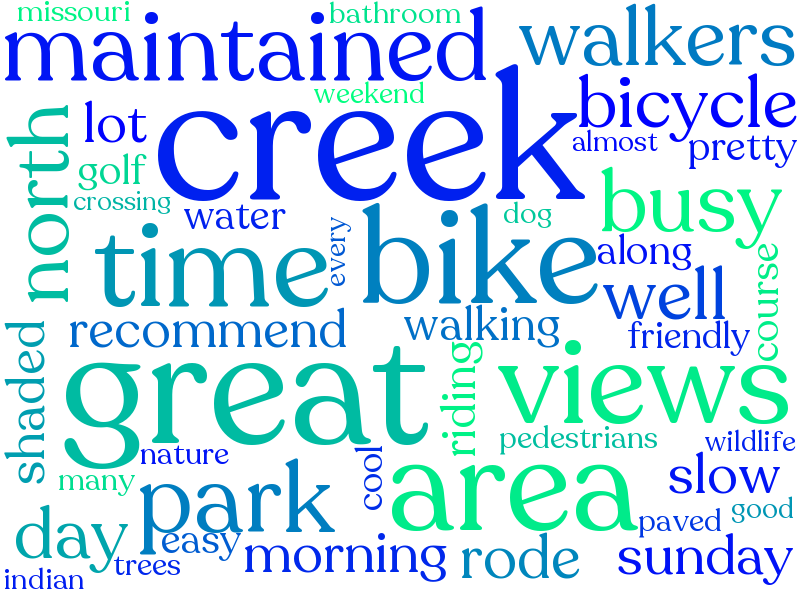 missouri
bathroom
maintained
walkers
weekend
creek
bicycle
lot
almost
pretty
north
golf
crossing
busy
water
dog
every
time
bike
along
well
course
recommend
walking
friendly
shaded
great
riding
views
pedestrians
wildlife
nature
cool
many
park
area
slow
good
paved
day
easy
morning
rode
sunday
trees
indian